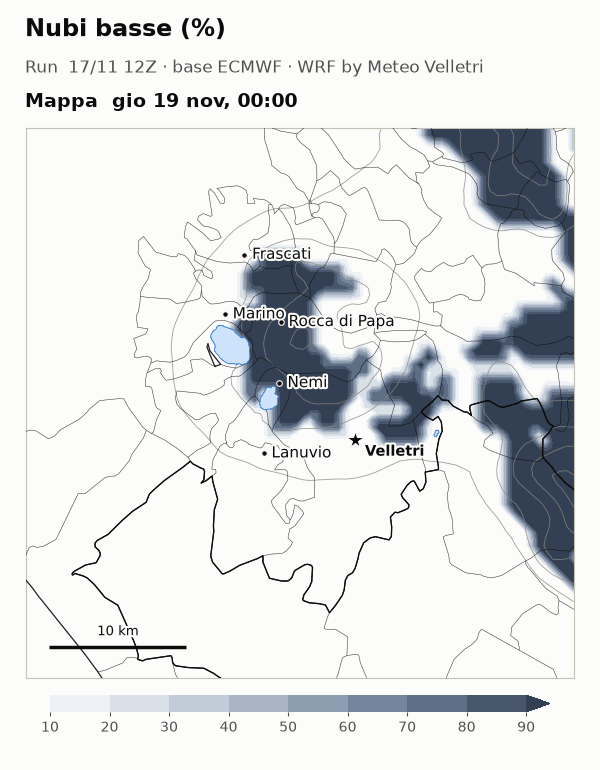 Nubi basse (%)
Run  17/11 12Z · base ECMWF · WRF by Meteo Velletri
Mappa  gio 19 nov, 00:00
Frascati
Marino
Rocca di Papa
Nemi
Velletri
Lanuvio
10 km
10 20 30 40 50 60 70 80 90